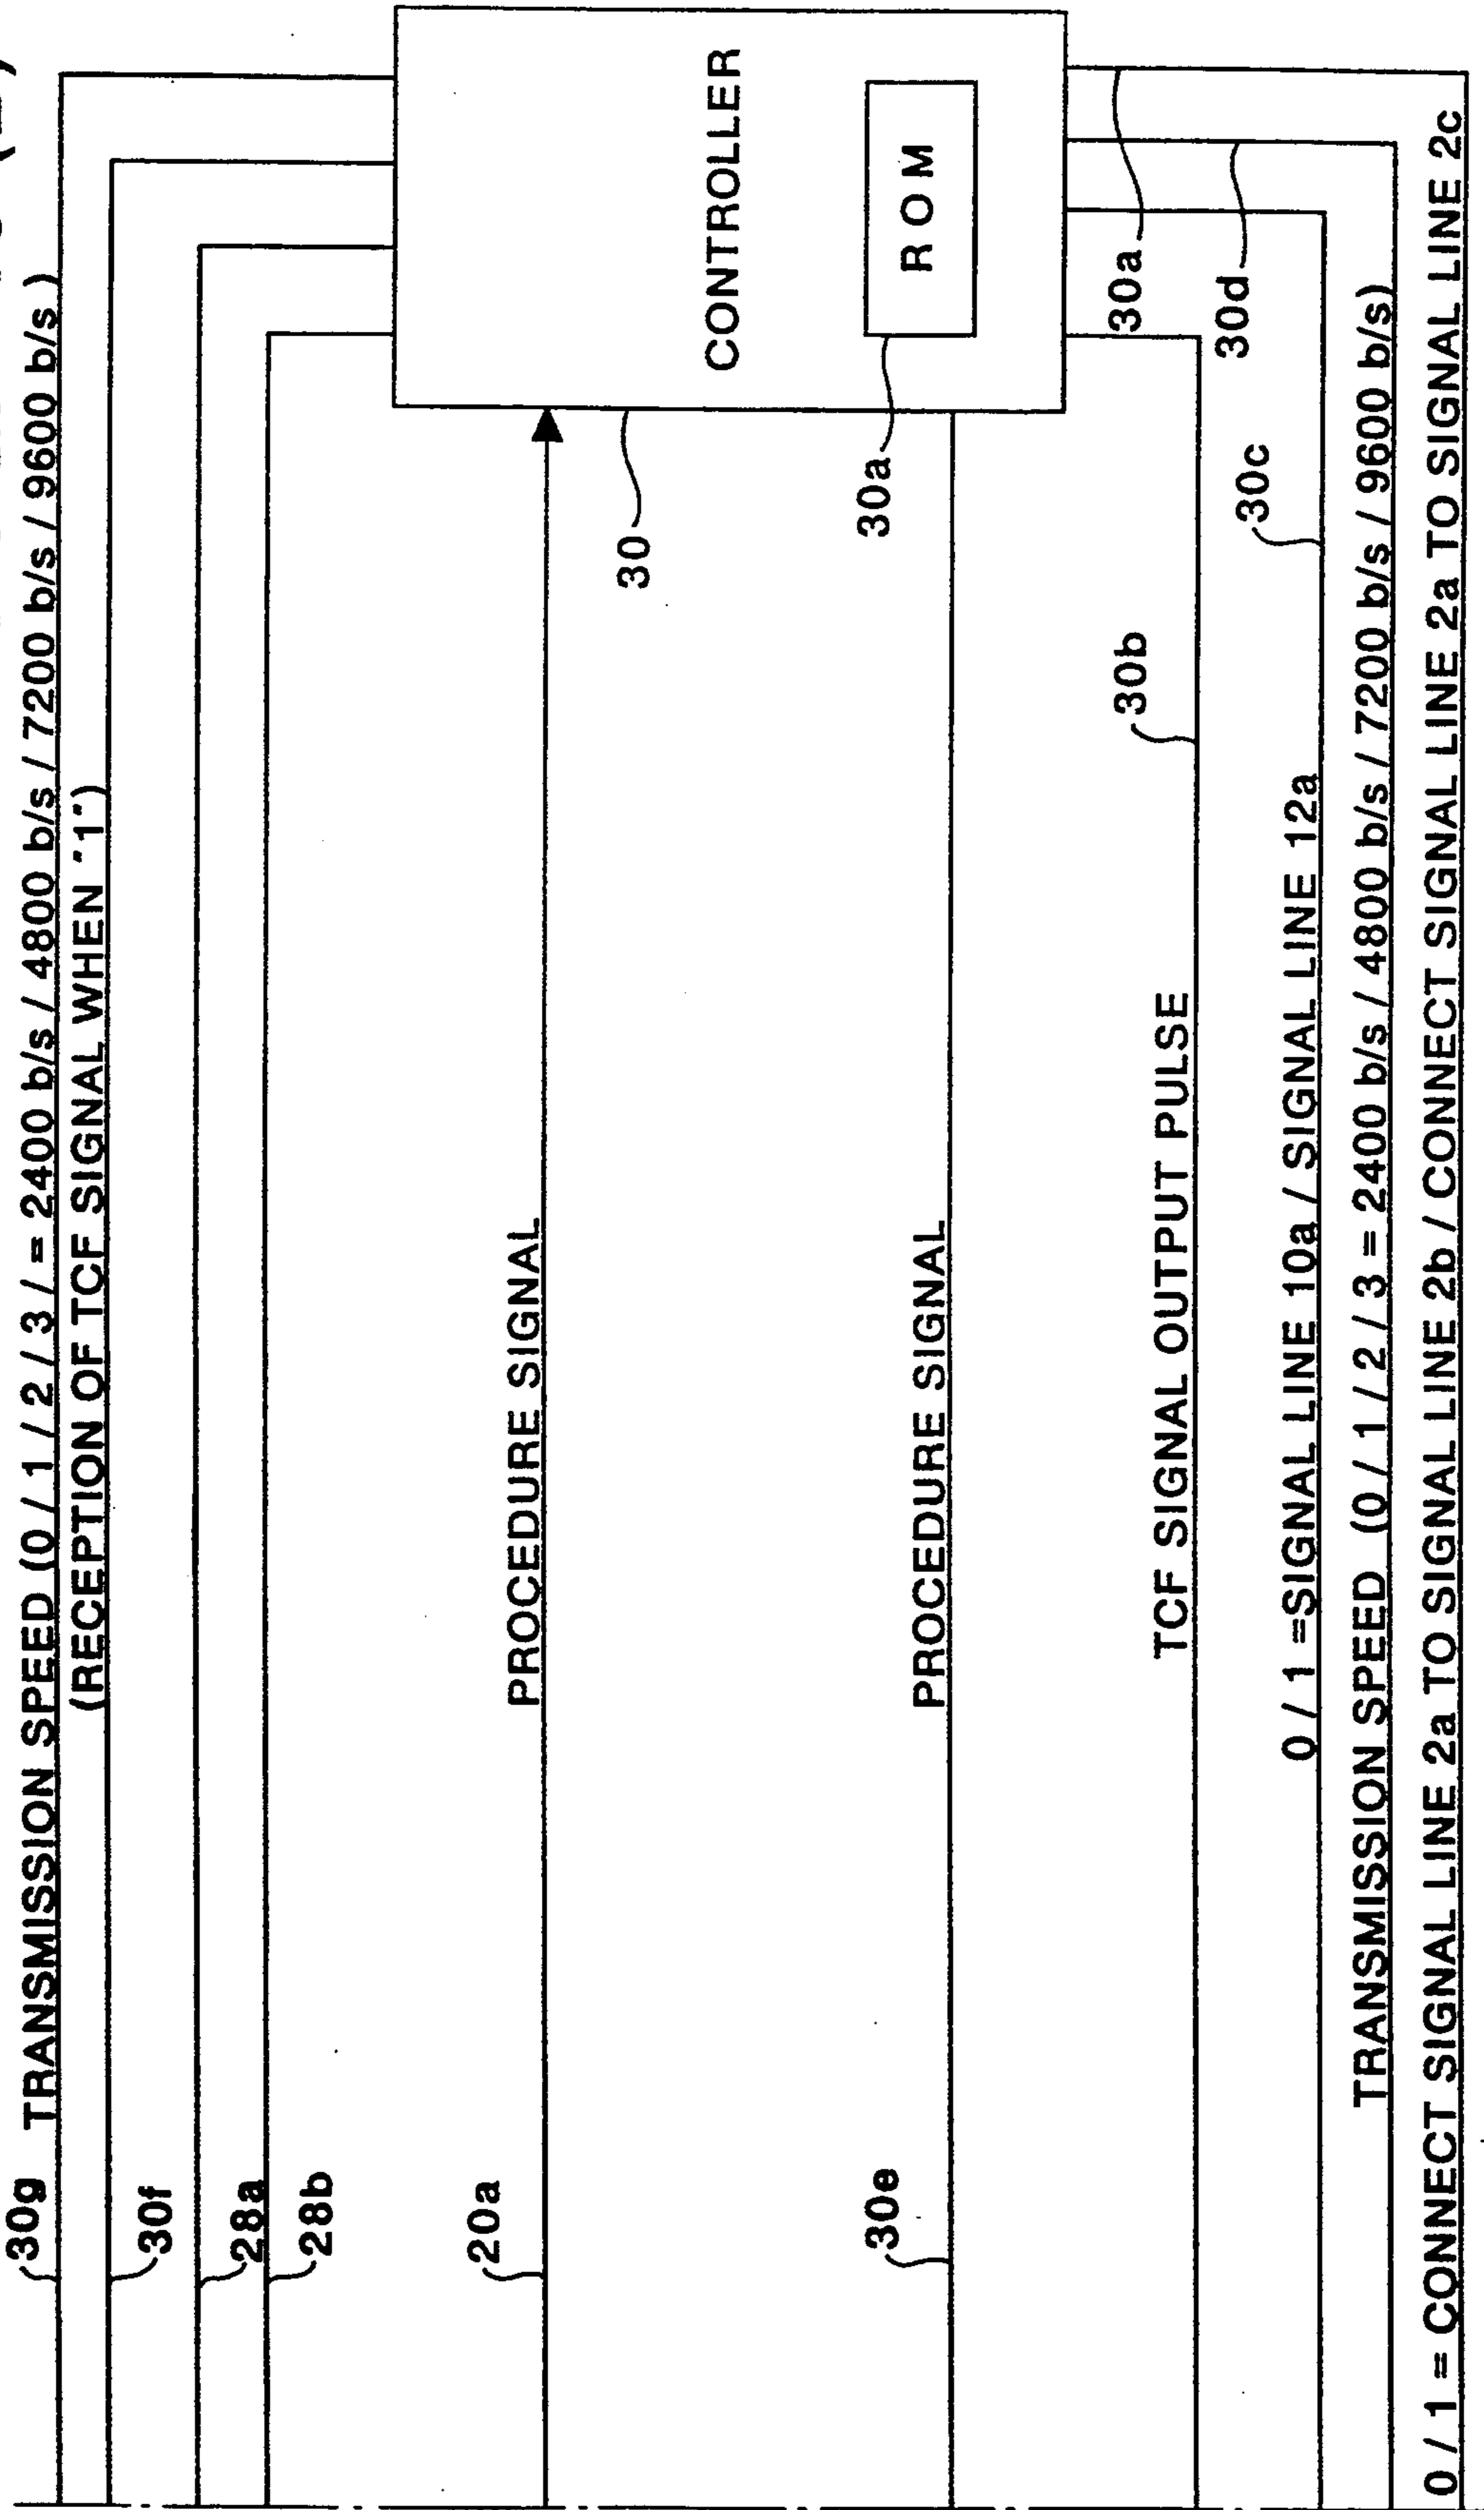 30g
TRANSMISSION SPEED (0 / 1 / 2 / 3 / = 2400 b/s / 4800 b/s / 7200 b/s / 9600 b/s )
(RECEPTION OF TCF SIGNAL WHEN "1")
30f
28a
28b
20a
PROCEDURE SIGNAL
30
CONTROLLER
ROM
30a
30e
PROCEDURE SIGNAL
30a
30d
30b
TCF SIGNAL OUTPUT PULSE
30c
0 / 1 =SIGNAL LINE 10a / SIGNAL LINE 12a
TRANSMISSION SPEED (0 / 1 / 2 / 3 = 2400 b/s / 4800 b/s / 7200 b/s / 9600 b/s)
0 / 1 = CONNECT SIGNAL LINE 2a TO SIGNAL LINE 2b / CONNECT SIGNAL LINE 2a TO SIGNAL LINE 2c